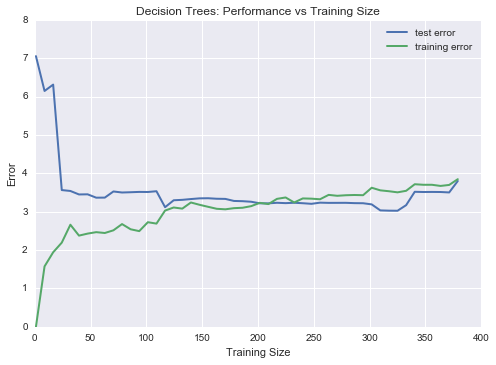 Decision Trees: Performance vs Training Size
8
7
6
5
4
3
2
1
0
Error
test error
training error
0 50 100 150 200 250 300 350 400
Training Size